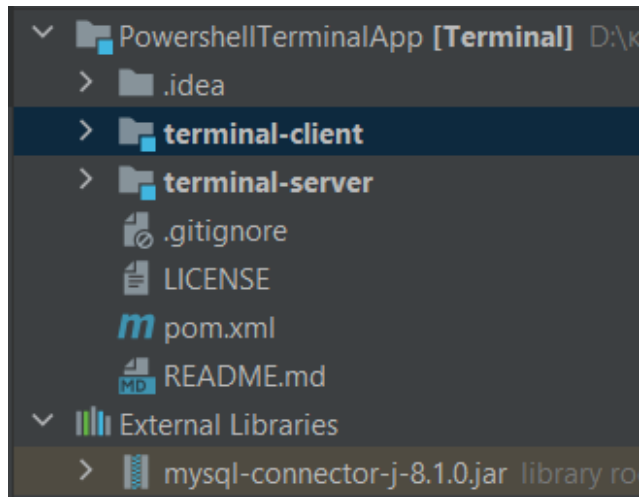 PowershellTerminalApp [Terminal] D:\к
.idea
terminal-client
terminal-server
.gitignore
LICENSE
m pom.xml
MD README.md
External Libraries
mysql-connector-j-8.1.0.jar library ro